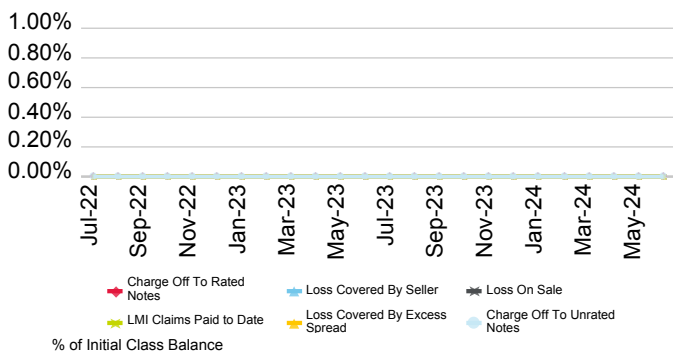 1.00%
0.80%
0.60%
0.40%
0.20%
0.00%
Jul-22
Sep-22
Nov-22
Jan-23
Mar-23
May-23
Jul-23
Sep-23
Nov-23
Jan-24
Mar-24
May-24
Charge Off To Rated
Notes
Loss Covered By Seller
Loss On Sale
LMI Claims Paid to Date
Loss Covered By Excess
Spread
Charge Off To Unrated
Notes
% of Initial Class Balance